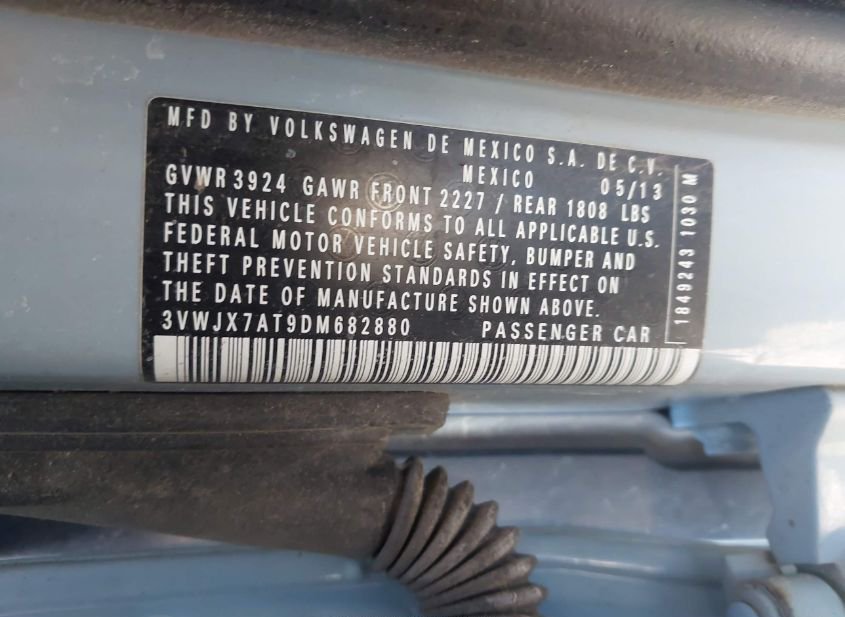 MFD BY VOLKSWAGEN DE MEXICO S.A. DE C.V.
MEXICO 05/13
GVWR 3924 GAWR FRONT 2227 / REAR 1808 LBS
THIS VEHICLE CONFORMS TO ALL APPLICABLE U.S.
FEDERAL MOTOR VEHICLE SAFETY, BUMPER AND
THEFT PREVENTION STANDARDS IN EFFECT ON
THE DATE OF MANUFACTURE SHOWN ABOVE.
3VWJX7AT9DM682880 PASSENGER CAR
1849243 1030 M